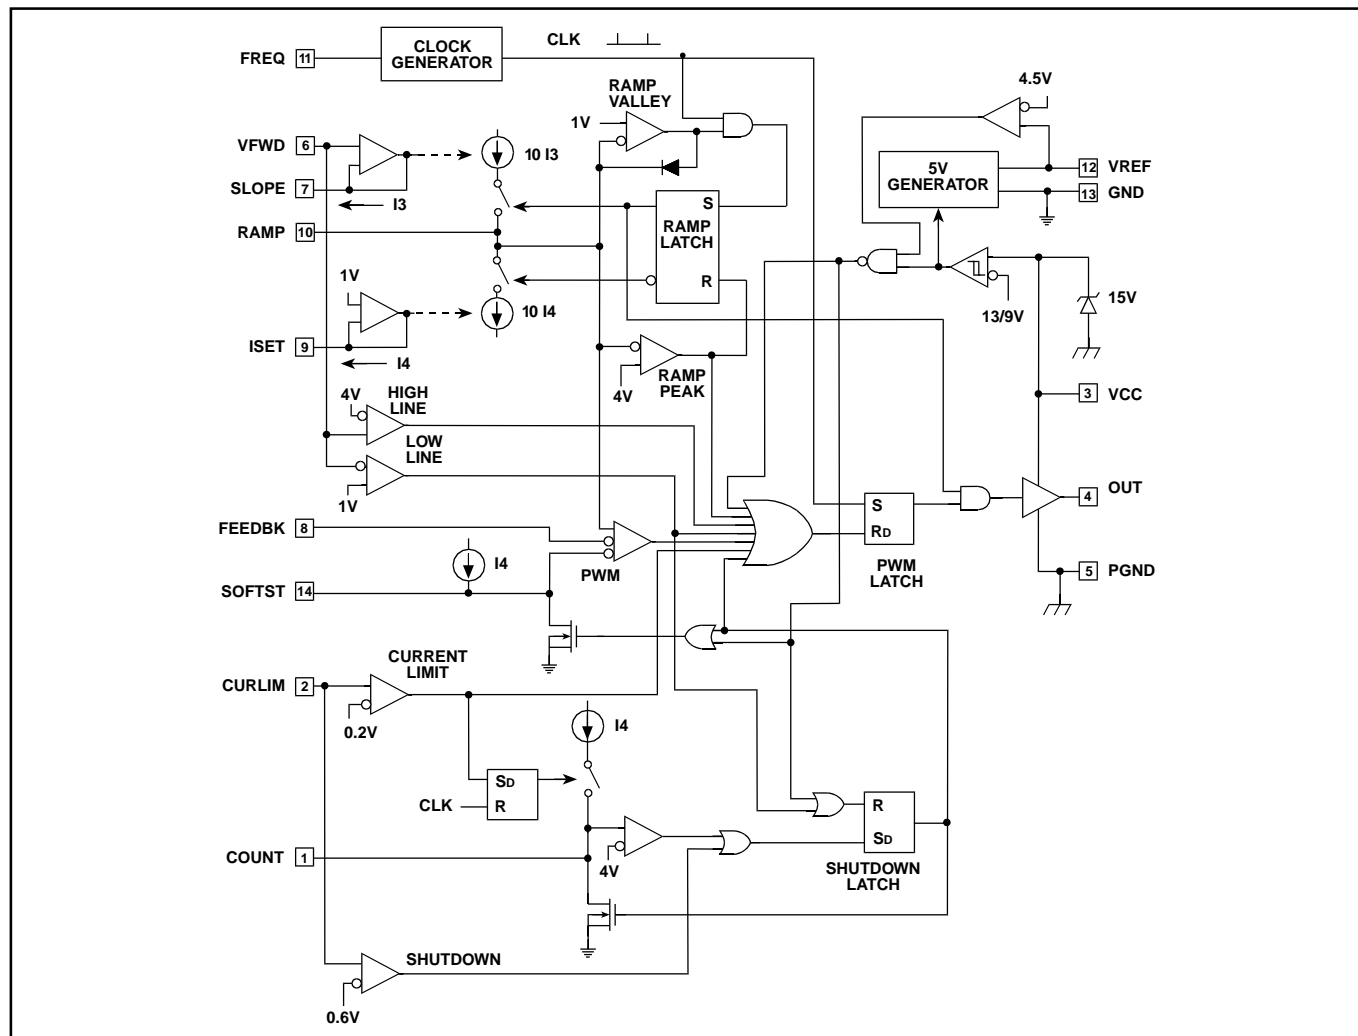 CLK
FREQ 11
CLOCK
GENERATOR
4.5V
RAMP
VALLEY
1V
VFWD 6
10 I3
5V
GENERATOR
12 VREF
SLOPE 7
I3
13 GND
S
RAMP
LATCH
R
RAMP 10
1V
13/9V
15V
10 I4
ISET 9
I4
RAMP
PEAK
4V
3 VCC
4V
HIGH
LINE
LOW
LINE
1V
4 OUT
S
RD
PWM
LATCH
FEEDBK 8
PWM
I4
5 PGND
SOFTST 14
CURRENT
LIMIT
CURLIM 2
0.2V
I4
SD
R
CLK
R
SD
SHUTDOWN
LATCH
COUNT 1
4V
SHUTDOWN
0.6V